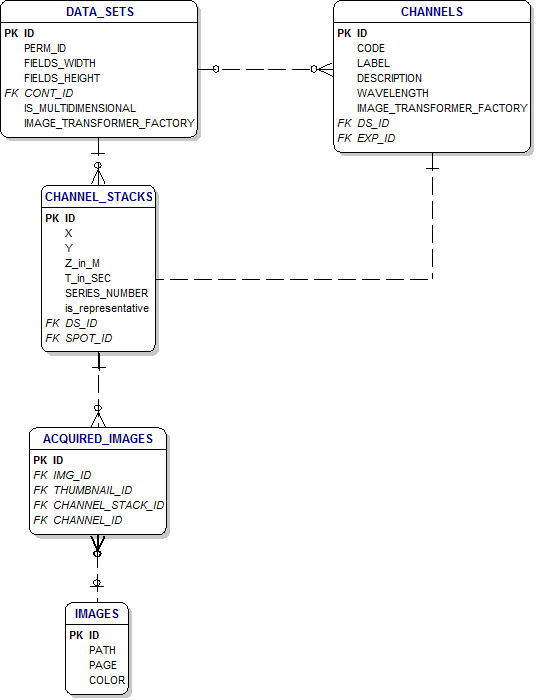 DATA_SETS
PK ID
PERM_ID
FIELDS_WIDTH
FIELDS_HEIGHT
FK CONT_ID
IS_MULTIDIMENSIONAL
IMAGE_TRANSFORMER_FACTORY
CHANNELS
PK ID
CODE
LABEL
DESCRIPTION
WAVELENGTH
IMAGE_TRANSFORMER_FACTORY
FK DS_ID
FK EXP_ID
CHANNEL_STACKS
PK ID
X
Y
Z_in_M
T_in_SEC
SERIES_NUMBER
is_representative
FK DS_ID
FK SPOT_ID
ACQUIRED_IMAGES
PK ID
FK IMG_ID
FK THUMBNAIL_ID
FK CHANNEL_STACK_ID
FK CHANNEL_ID
IMAGES
PK ID
PATH
PAGE
COLOR